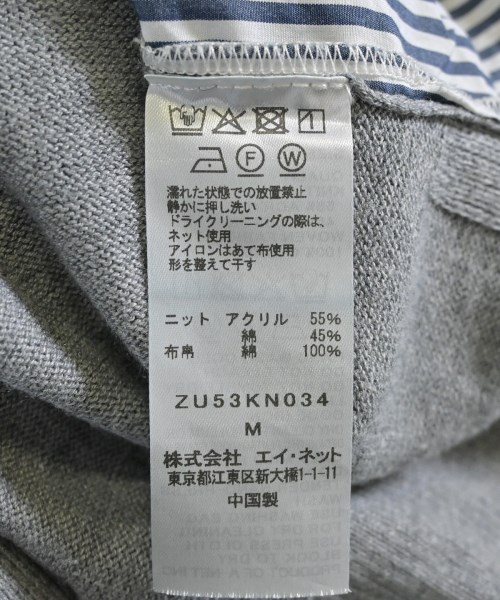 F
W
濡れた状態での放置禁止
静かに押し洗い
ドライクリーニングの際は、
ネット使用
アイロンはあて布使用
形を整えて干す
ニット アクリル 55%
綿 45%
布帛 綿 100%
ZU53KN034
M
株式会社 エイ・ネット
東京都江東区新大橋1-1-11
中国製